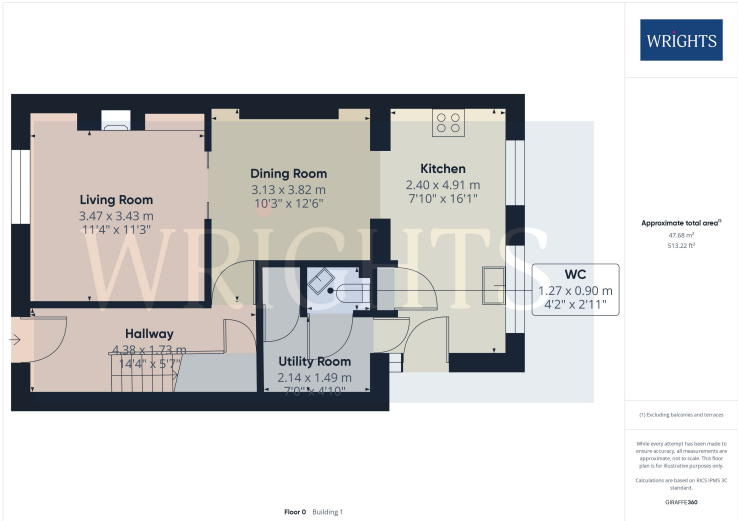 WRIGHTS
Living Room
3.47 x 3.43 m
11'4" x 11'3"
Dining Room
3.13 x 3.82 m
10'3" x 12'6"
Kitchen
2.40 x 4.91 m
7'10" x 16'1"
WC
1.27 x 0.90 m
4'2" x 2'11"
Hallway
4.38 x 1.73 m
14'4" x 5'7"
Utility Room
2.14 x 1.49 m
7'0" x 4'10"
WRIGHTS
Floor 0 Building 1
Approximate total area⁽¹⁾
47.68 m²
513.22 ft²
(1) Excluding balconies and terraces
While every attempt has been made to
ensure accuracy, all measurements are
approximate, not to scale. This floor
plan is for illustrative purposes only.
Calculations are based on RICS IPMS 3C
standard.
GIRAFFE360